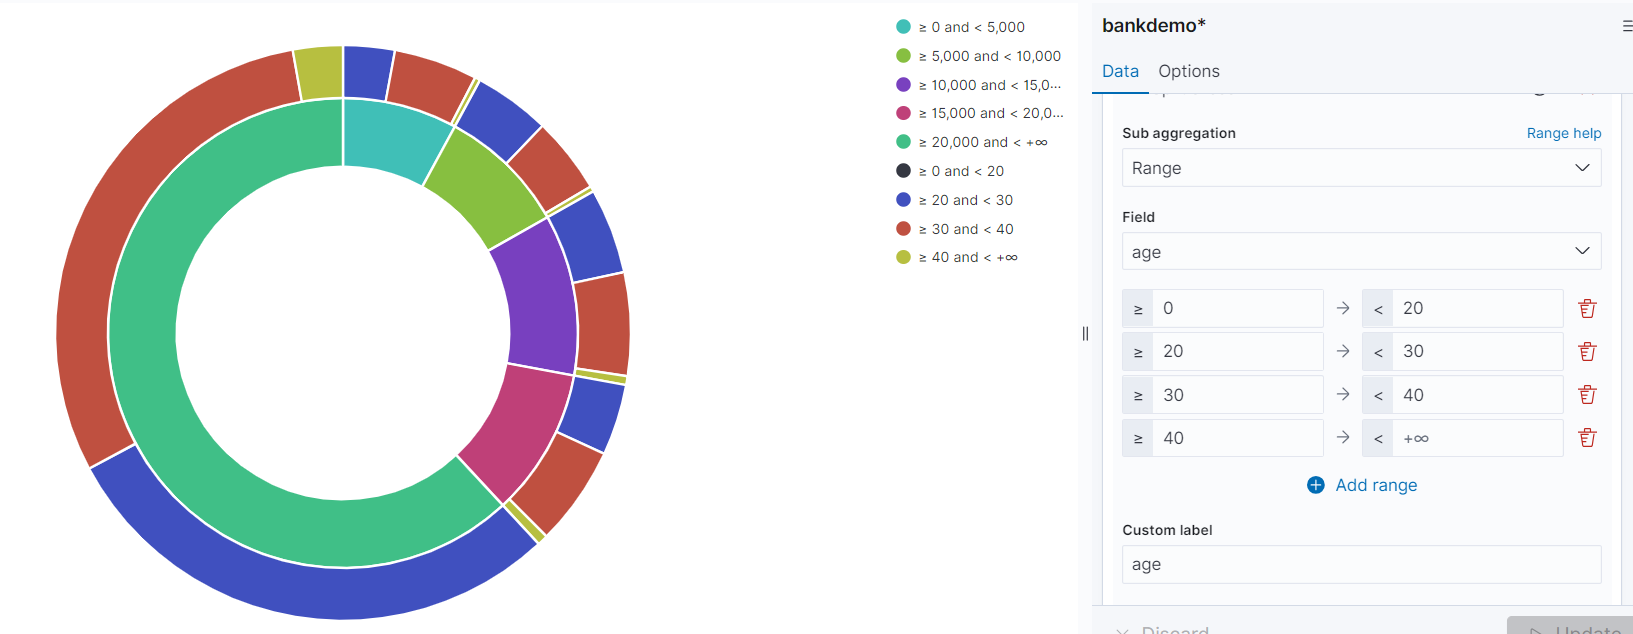 ≥ 0 and < 5,000
≥ 5,000 and < 10,000
≥ 10,000 and < 15,0...
≥ 15,000 and < 20,0...
≥ 20,000 and < +∞
≥ 0 and < 20
≥ 20 and < 30
≥ 30 and < 40
≥ 40 and < +∞
bankdemo*
Data Options
Sub aggregation Range help
Range
Field
age
≥ 0 → < 20
≥ 20 → < 30
≥ 30 → < 40
≥ 40 → < +∞
Add range
Custom label
age
Discard Update